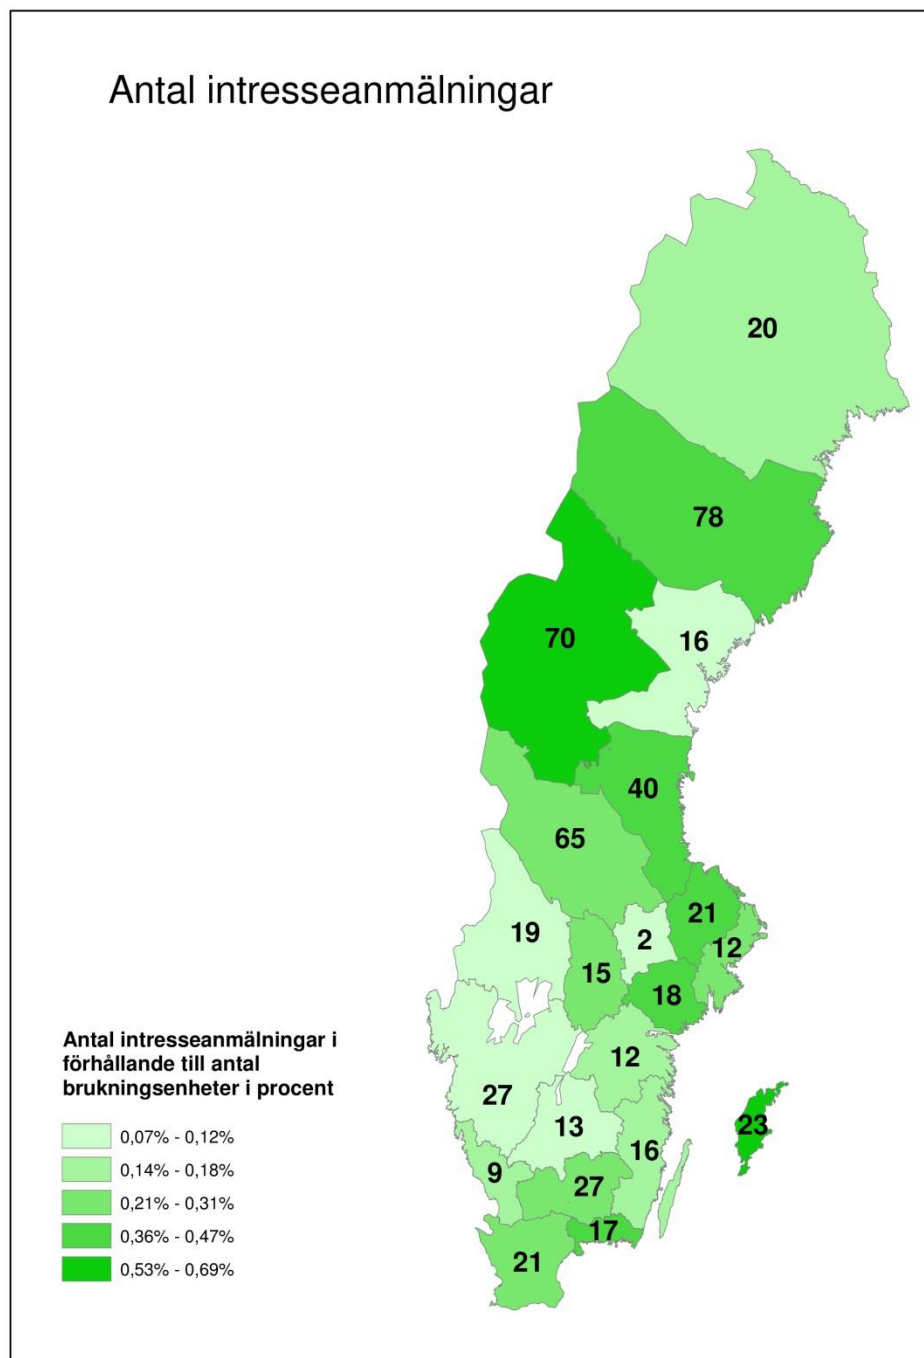 Antal intresseanmälningar
20
78
70
16
40
65
21
19
2
12
15
18
12
27
13
23
16
9
27
17
21
Antal intresseanmälningar i
förhållande till antal
brukningsenheter i procent
0,07% - 0,12%
0,14% - 0,18%
0,21% - 0,31%
0,36% - 0,47%
0,53% - 0,69%